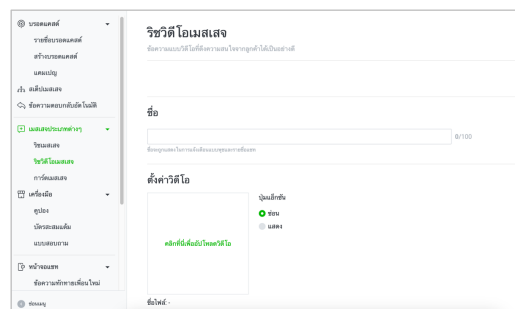 บรอดแคสต์
รายชื่อบรอดแคสต์
สร้างบรอดแคสต์
แคมเปญ
สเต็ปเมสเสจ
ข้อความตอบกลับอัตโนมัติ
เมสเสจประเภทต่างๆ
ริชเมสเสจ
ริชวิดีโอเมสเสจ
การ์ดเมสเสจ
เครื่องมือ
คูปอง
บัตรสะสมแต้ม
แบบสอบถาม
หน้าจอแชท
ข้อความทักทายเพื่อนใหม่
ซ่อนเมนู
ริชวิดีโอเมสเสจ
ข้อความแบบวิดีโอที่ดึงความสนใจจากลูกค้าได้เป็นอย่างดี
ชื่อ
0/100
ชื่อจะถูกแสดงในการแจ้งเตือนแบบพุชและรายชื่อแชท
ตั้งค่าวิดีโอ
คลิกที่นี่เพื่ออัปโหลดวิดีโอ
ปุ่มแอ็กชัน
ซ่อน
แสดง
ชื่อไฟล์: -